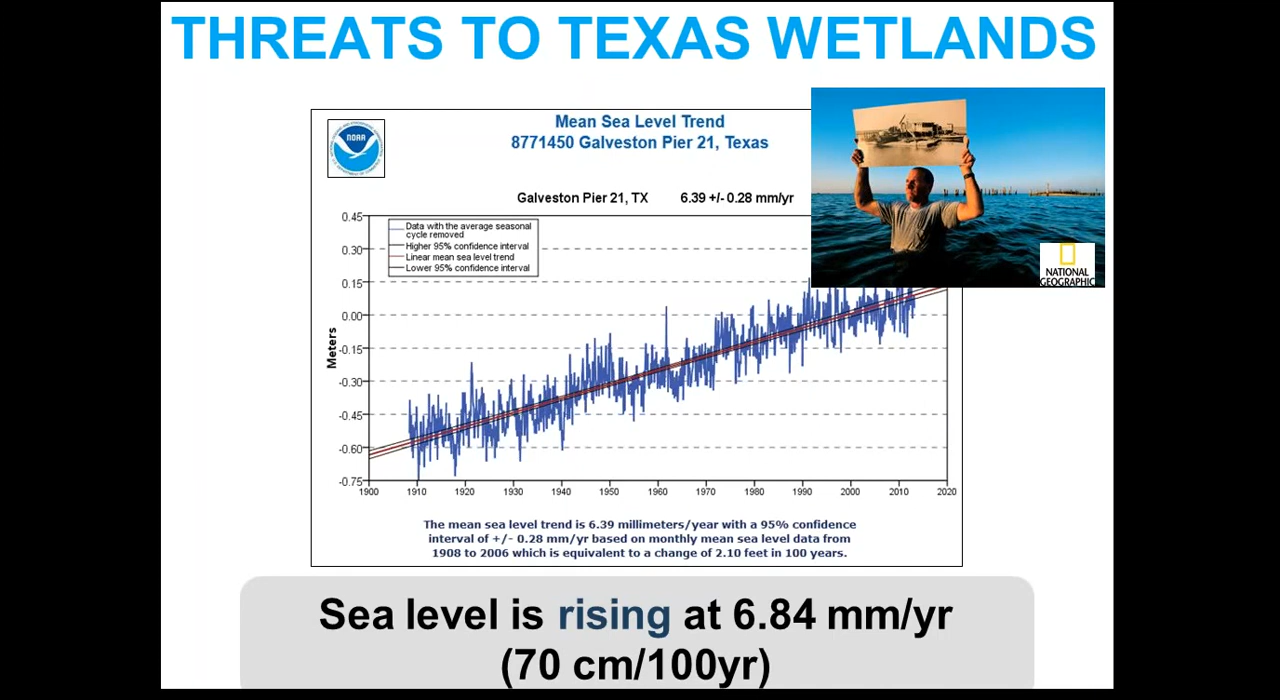 THREATS TO TEXAS WETLANDS
NOAA
Mean Sea Level Trend
8771450 Galveston Pier 21, Texas
Galveston Pier 21, TX 6.39 +/- 0.28 mm/yr
Data with the average seasonal
cycle removed
Higher 95% confidence interval
Linear mean sea level trend
Lower 95% confidence interval
Meters
0.45
0.30
0.15
0.00
-0.15
-0.30
-0.45
-0.60
-0.75
1900 1910 1920 1930 1940 1950 1960 1970 1980 1990 2000 2010 2020
NATIONAL
GEOGRAPHIC
The mean sea level trend is 6.39 millimeters/year with a 95% confidence
interval of +/- 0.28 mm/yr based on monthly mean sea level data from
1908 to 2006 which is equivalent to a change of 2.10 feet in 100 years.
Sea level is rising at 6.84 mm/yr
(70 cm/100yr)